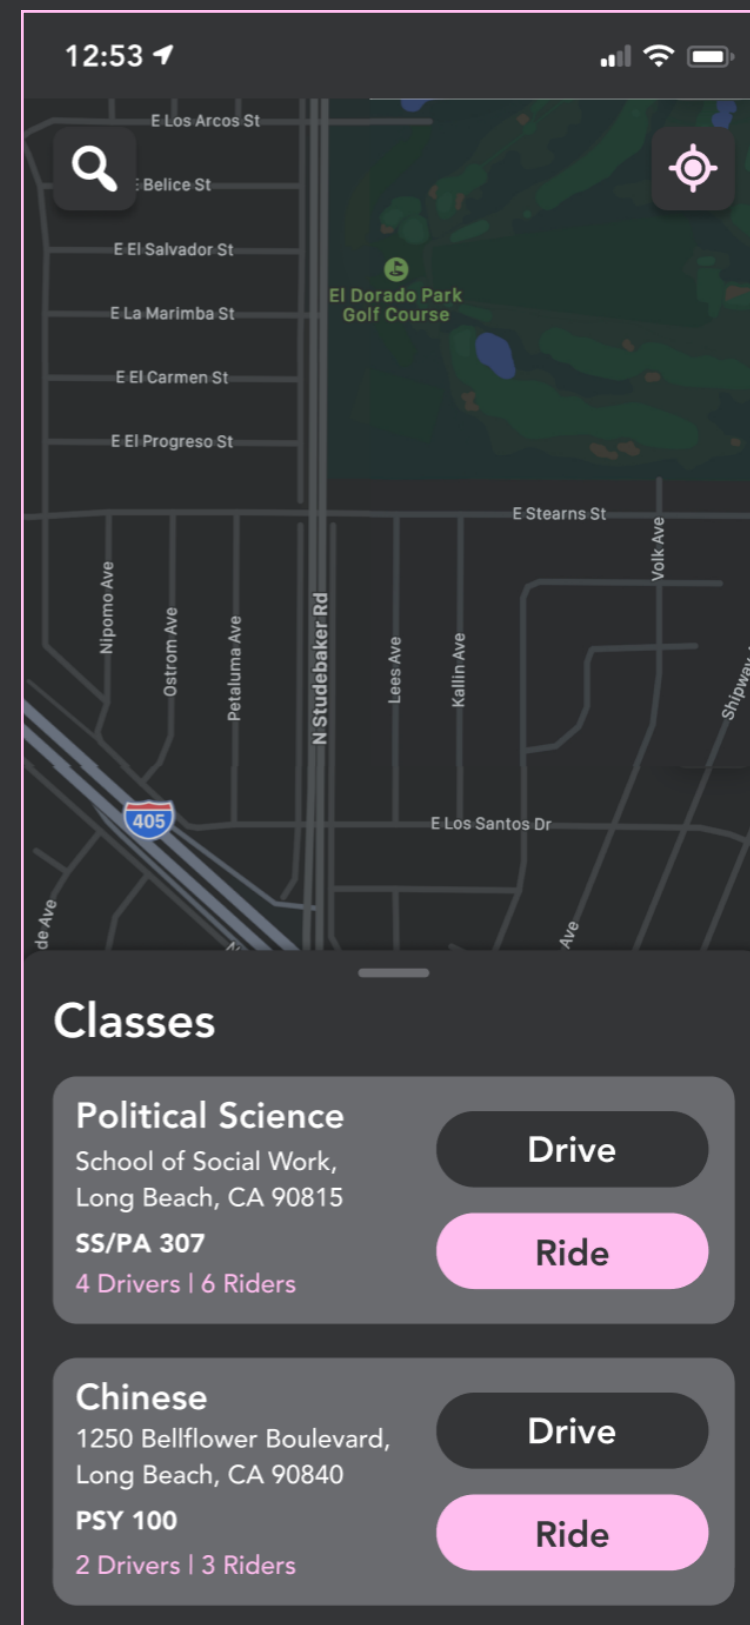 12:53
E Los Arcos St
Belice St
E El Salvador St
El Dorado Park
Golf Course
E La Marimba St
E El Carmen St
E El Progreso St
E Stearns St
Volk Ave
Nipomo Ave
Ostrom Ave
Petaluma Ave
N Studebaker Rd
Lees Ave
Kallin Ave
Shipway
405
E Los Santos Dr
de Ave
Ave
Classes
Political Science
School of Social Work,
Long Beach, CA 90815
SS/PA 307
4 Drivers | 6 Riders
Drive
Ride
Chinese
1250 Bellflower Boulevard,
Long Beach, CA 90840
PSY 100
2 Drivers | 3 Riders
Drive
Ride